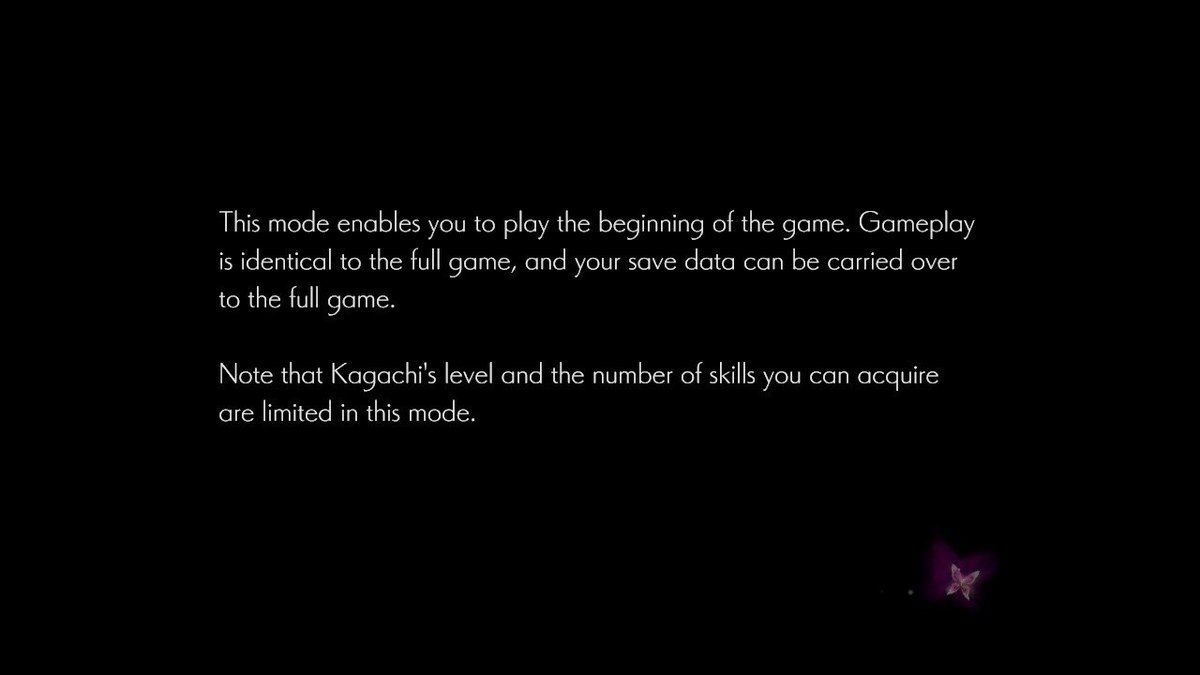 This mode enables you to play the beginning of the game. Gameplay
is identical to the full game, and your save data can be carried over
to the full game.
Note that Kagachi's level and the number of skills you can acquire
are limited in this mode.